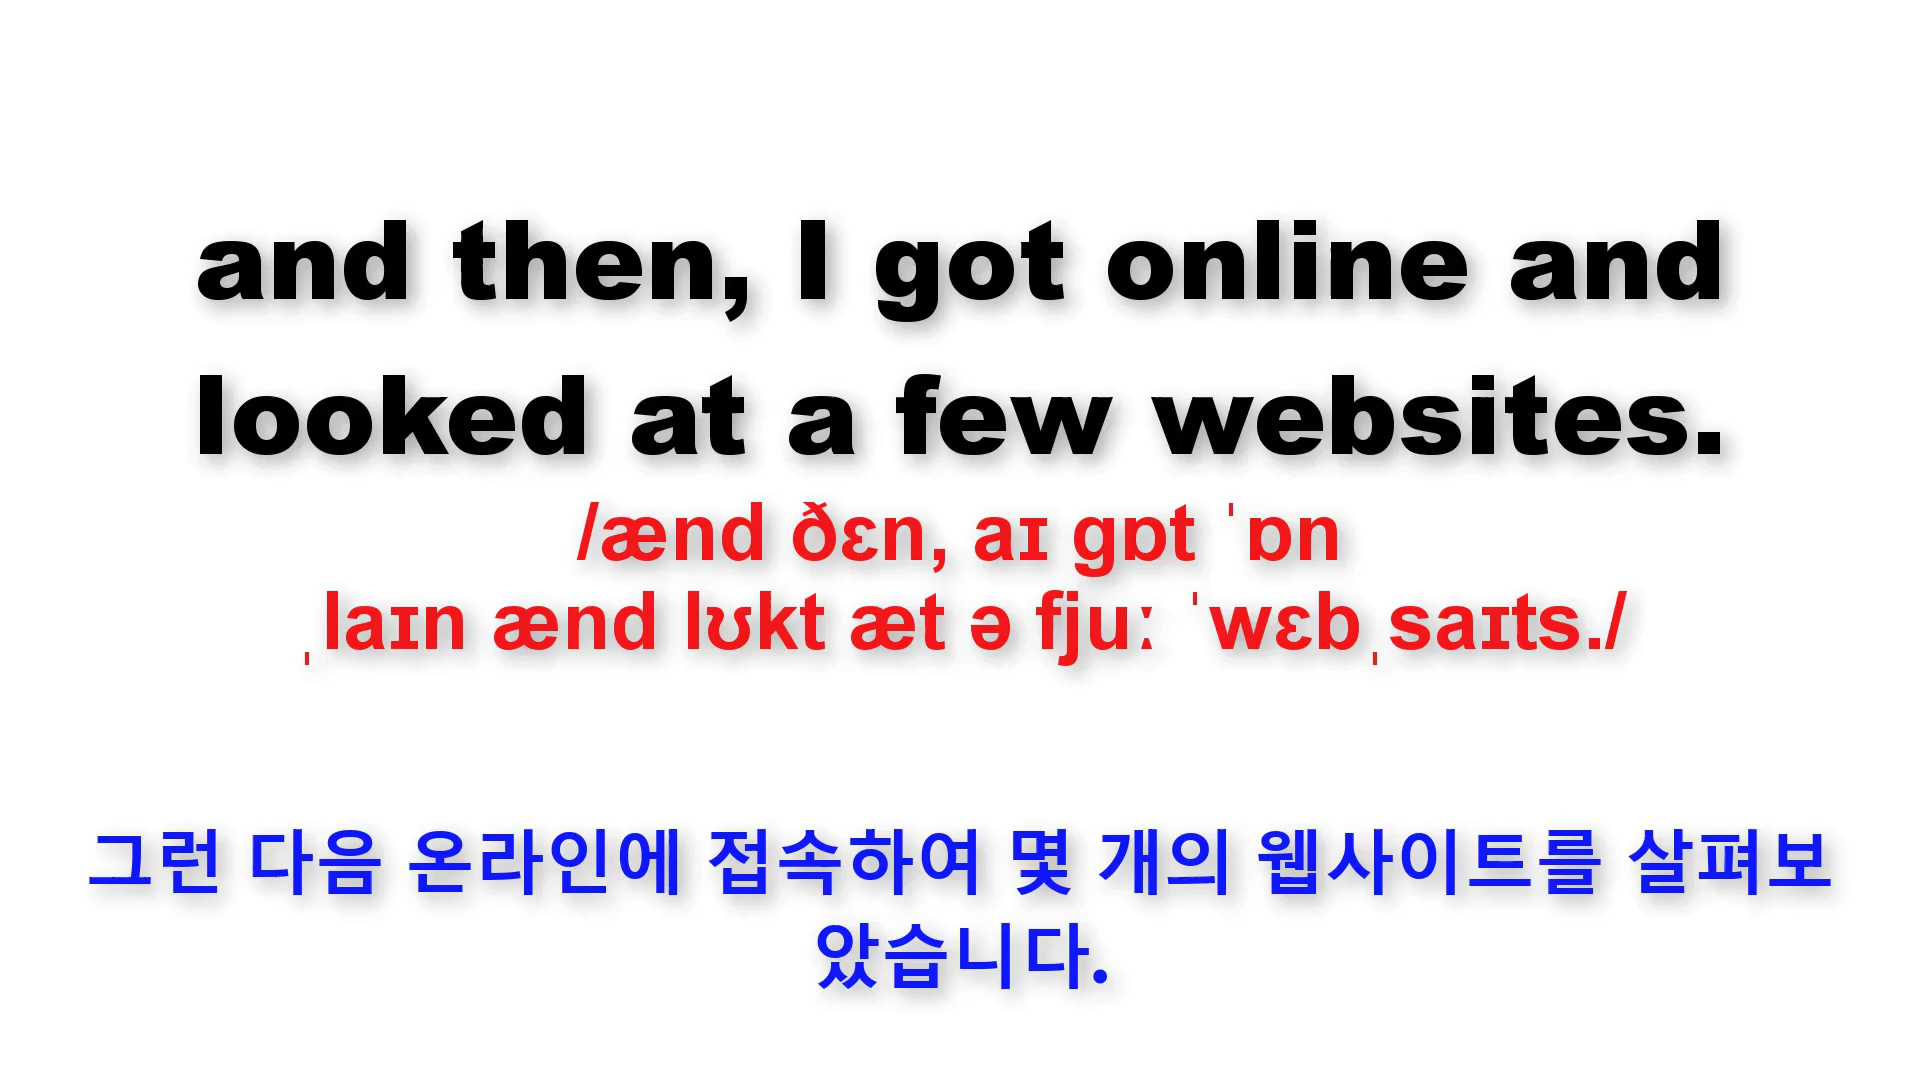 and then, I got online and
looked at a few websites.
/ænd ðɛn, aɪ gɒt ˈɒn
ˌlaɪn ænd lʊkt æt ə fjuː ˈwɛbˌsaɪts./
그런 다음 온라인에 접속하여 몇 개의 웹사이트를 살펴보
았습니다.